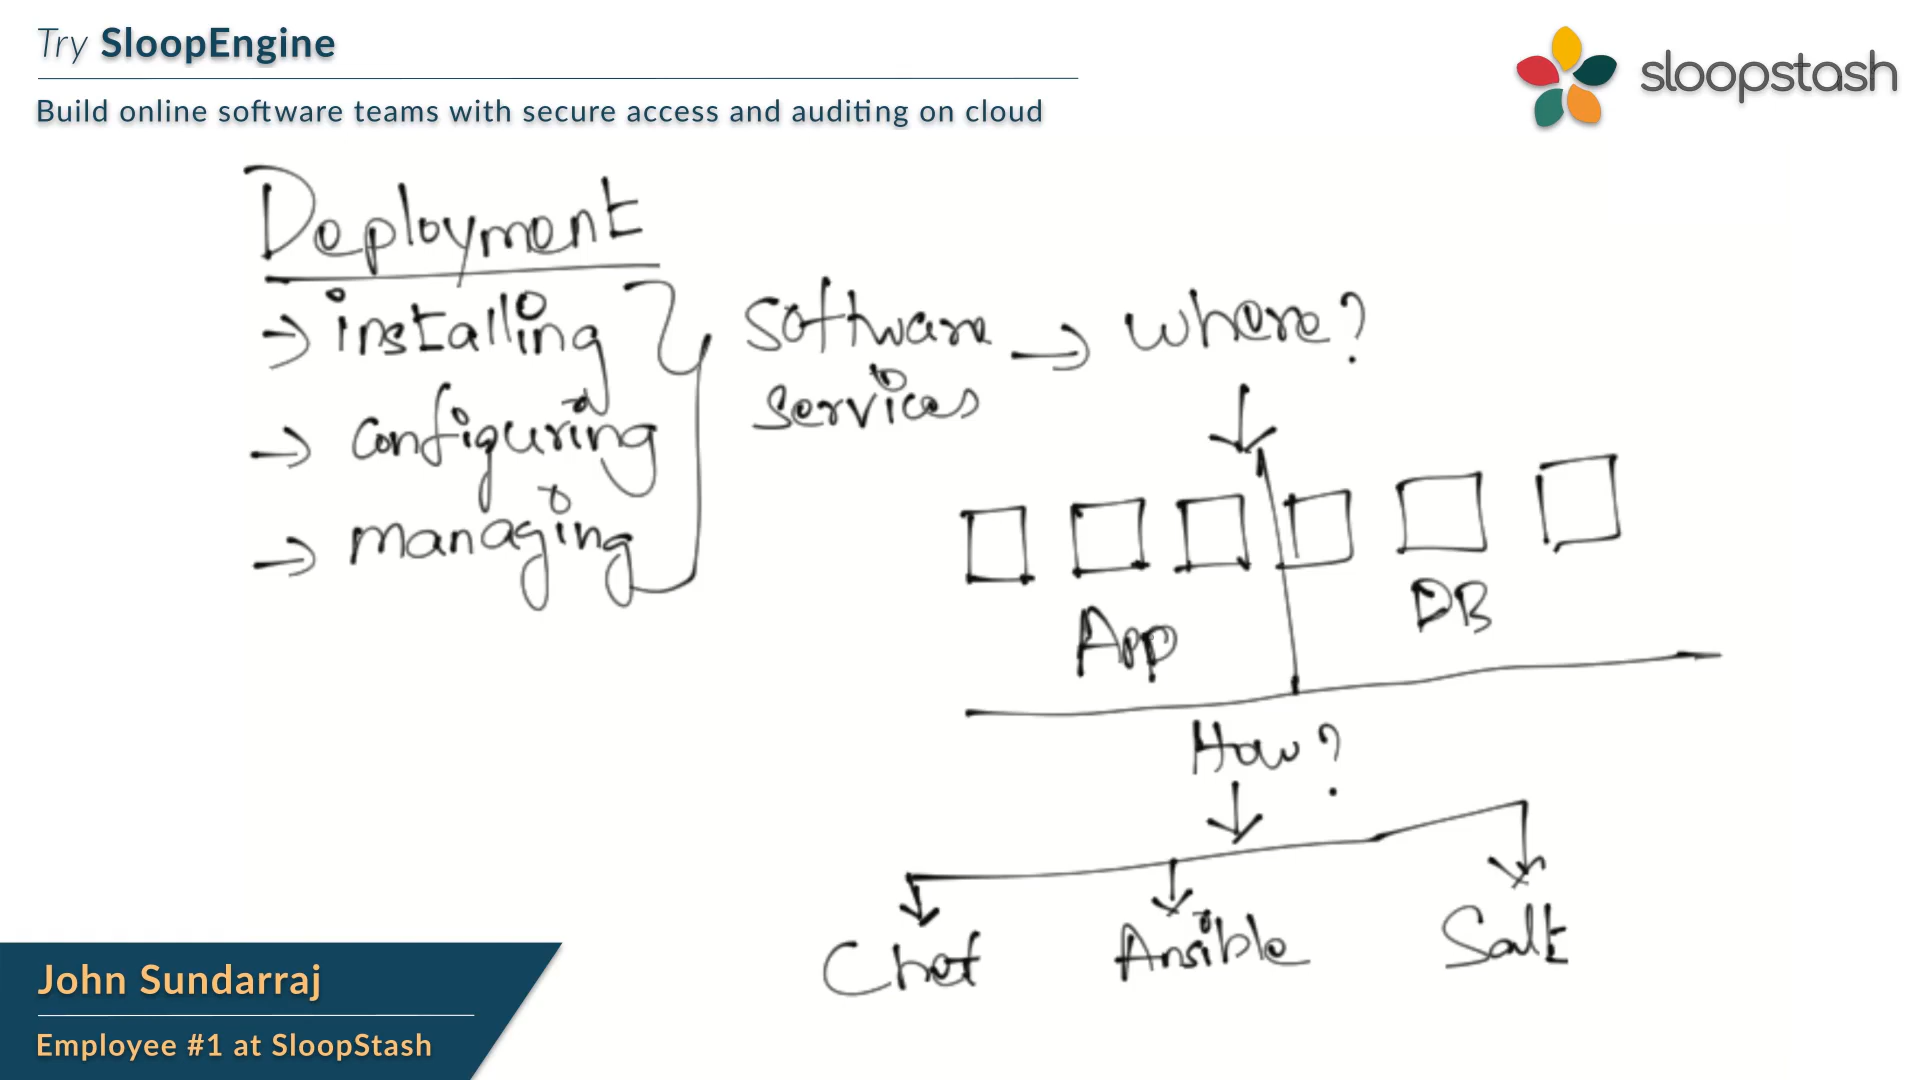 Try SloopEngine
sloopstash
Build online software teams with secure access and auditing on cloud
Deployment
→ installing
software → where?
services
→ configuring
→ managing
App
DB
How?
Chef
Ansible
Salt
John Sundarraj
Employee #1 at SloopStash